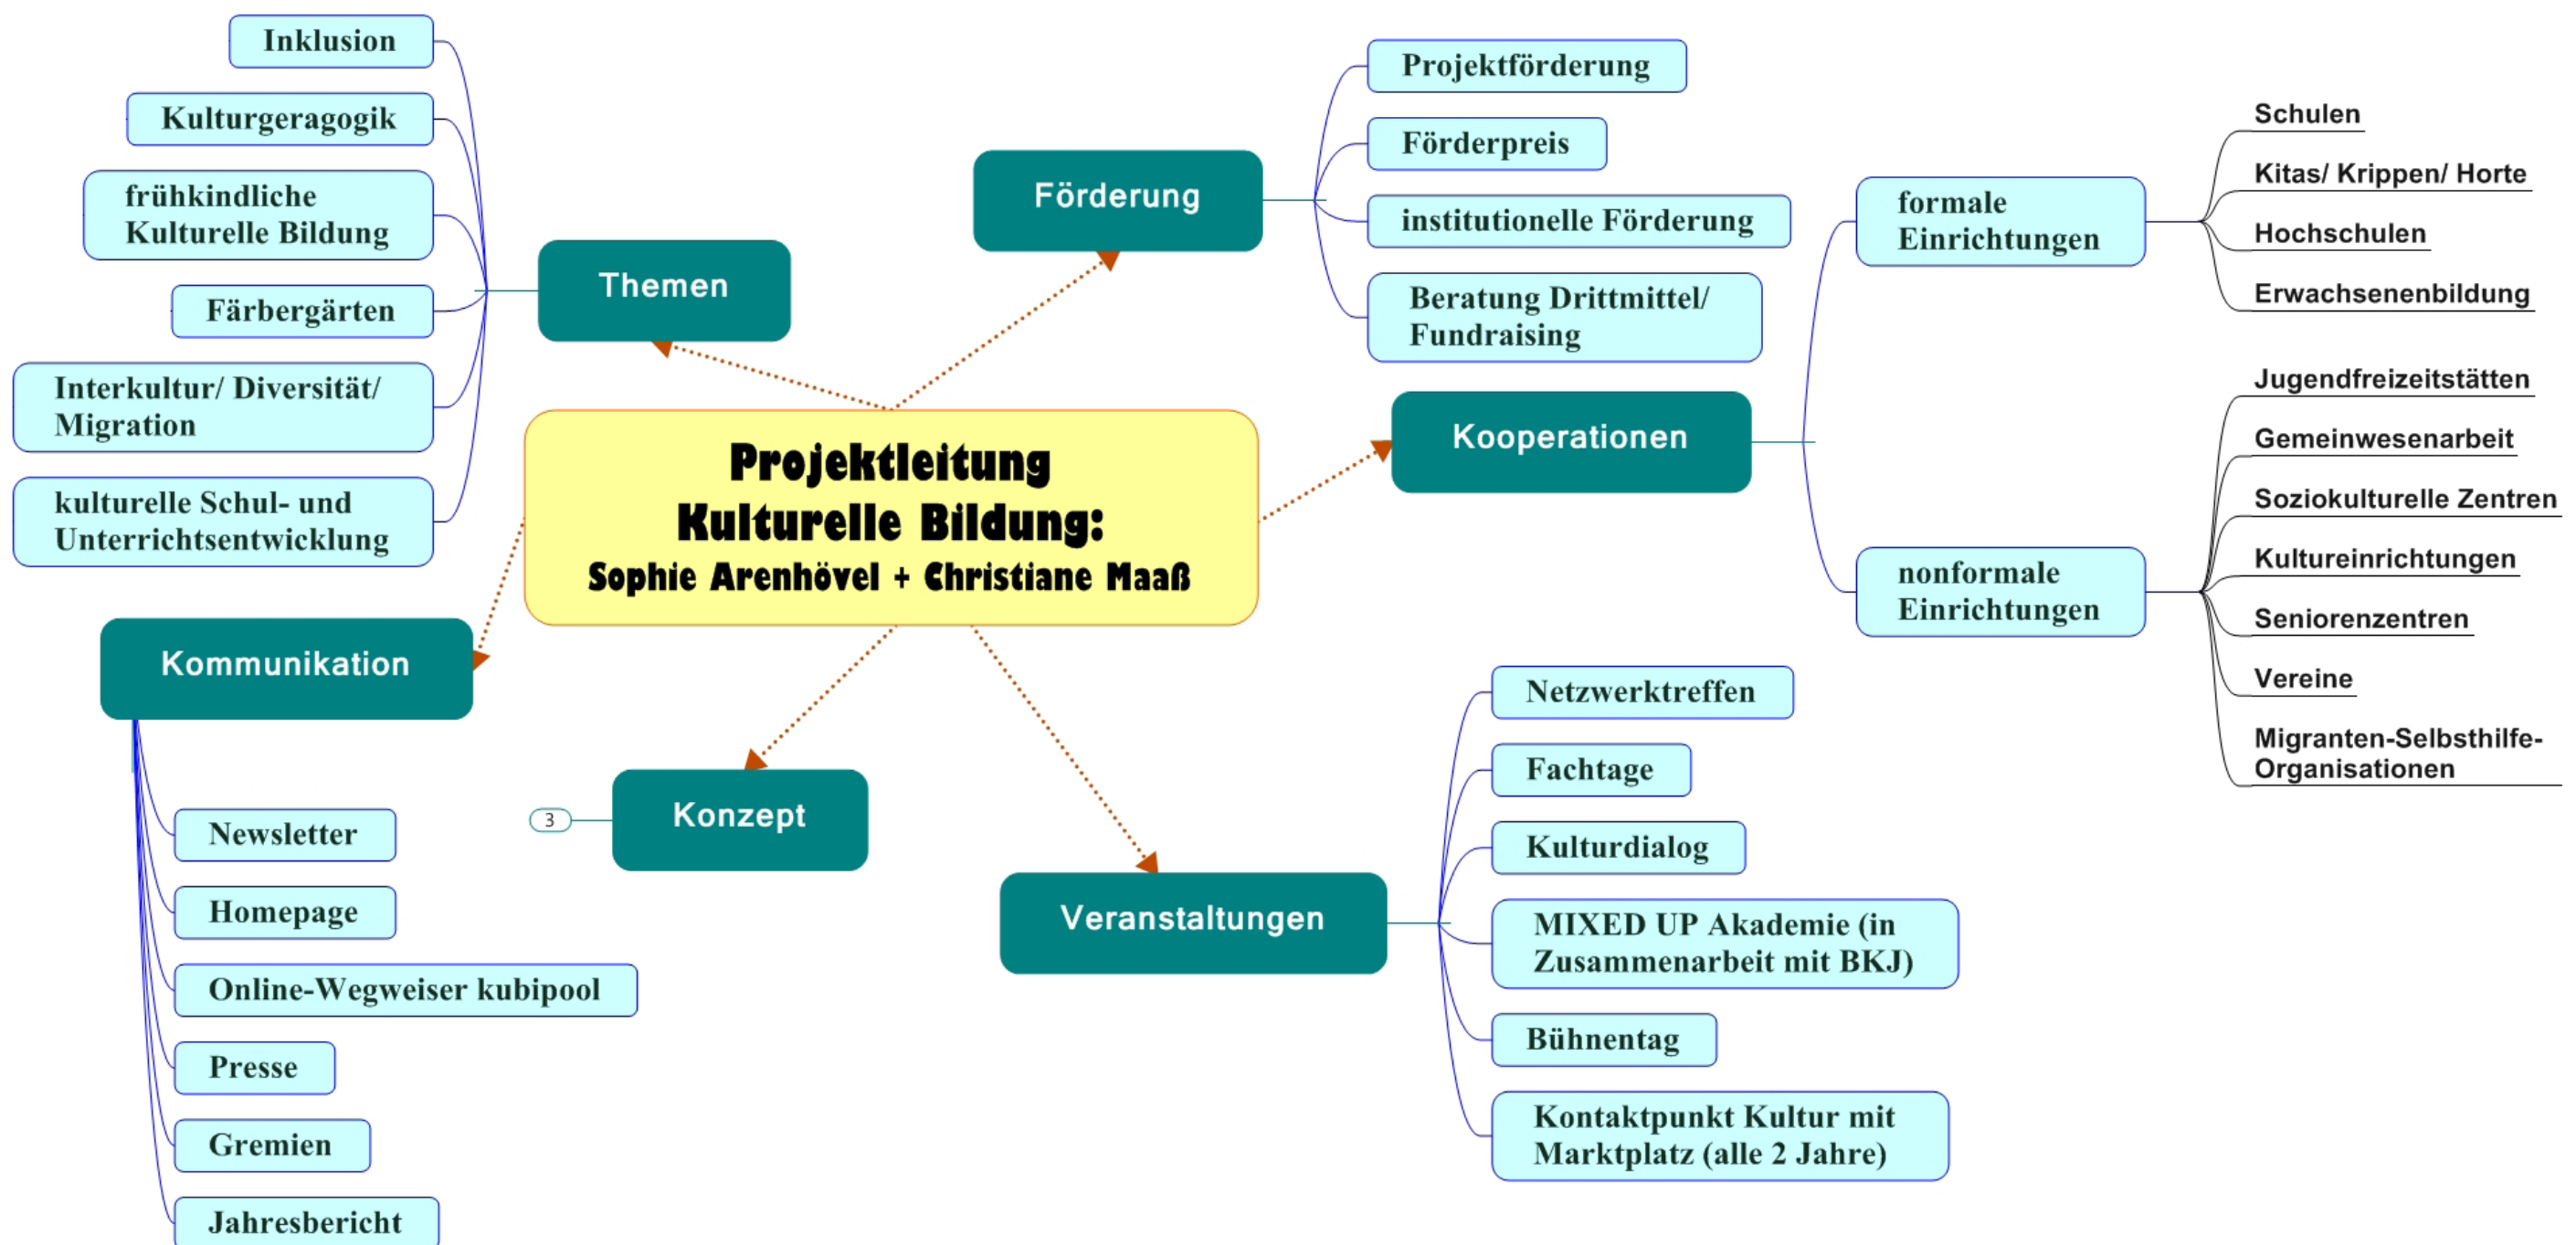 Projektleitung
Kulturelle Bildung:
Sophie Arenhövel + Christiane Maaß
Themen
Inklusion
Kulturgeragogik
frühkindliche
Kulturelle Bildung
Färbergärten
Interkultur/ Diversität/
Migration
kulturelle Schul- und
Unterrichtsentwicklung
Förderung
Projektförderung
Förderpreis
institutionelle Förderung
Beratung Drittmittel/
Fundraising
Kooperationen
formale
Einrichtungen
Schulen
Kitas/ Krippen/ Horte
Hochschulen
Erwachsenenbildung
nonformale
Einrichtungen
Jugendfreizeitstätten
Gemeinwesenarbeit
Soziokulturelle Zentren
Kultureinrichtungen
Seniorenzentren
Vereine
Migranten-Selbsthilfe-
Organisationen
Kommunikation
Newsletter
Homepage
Online-Wegweiser kubipool
Presse
Gremien
Jahresbericht
Konzept
3
Veranstaltungen
Netzwerktreffen
Fachtage
Kulturdialog
MIXED UP Akademie (in
Zusammenarbeit mit BKJ)
Bühnentag
Kontaktpunkt Kultur mit
Marktplatz (alle 2 Jahre)